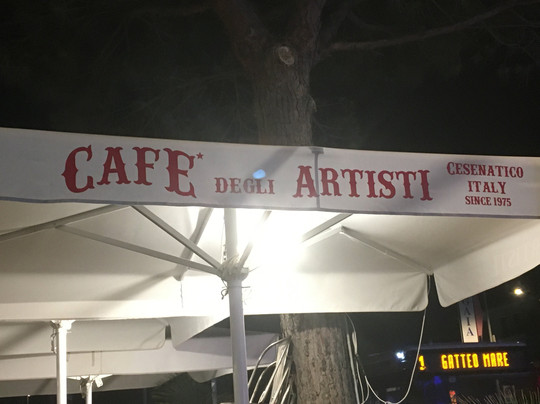 CAFE* DEGLI ARTISTI
CESENATICO
ITALY
SINCE 1975
1 GATTEO MARE